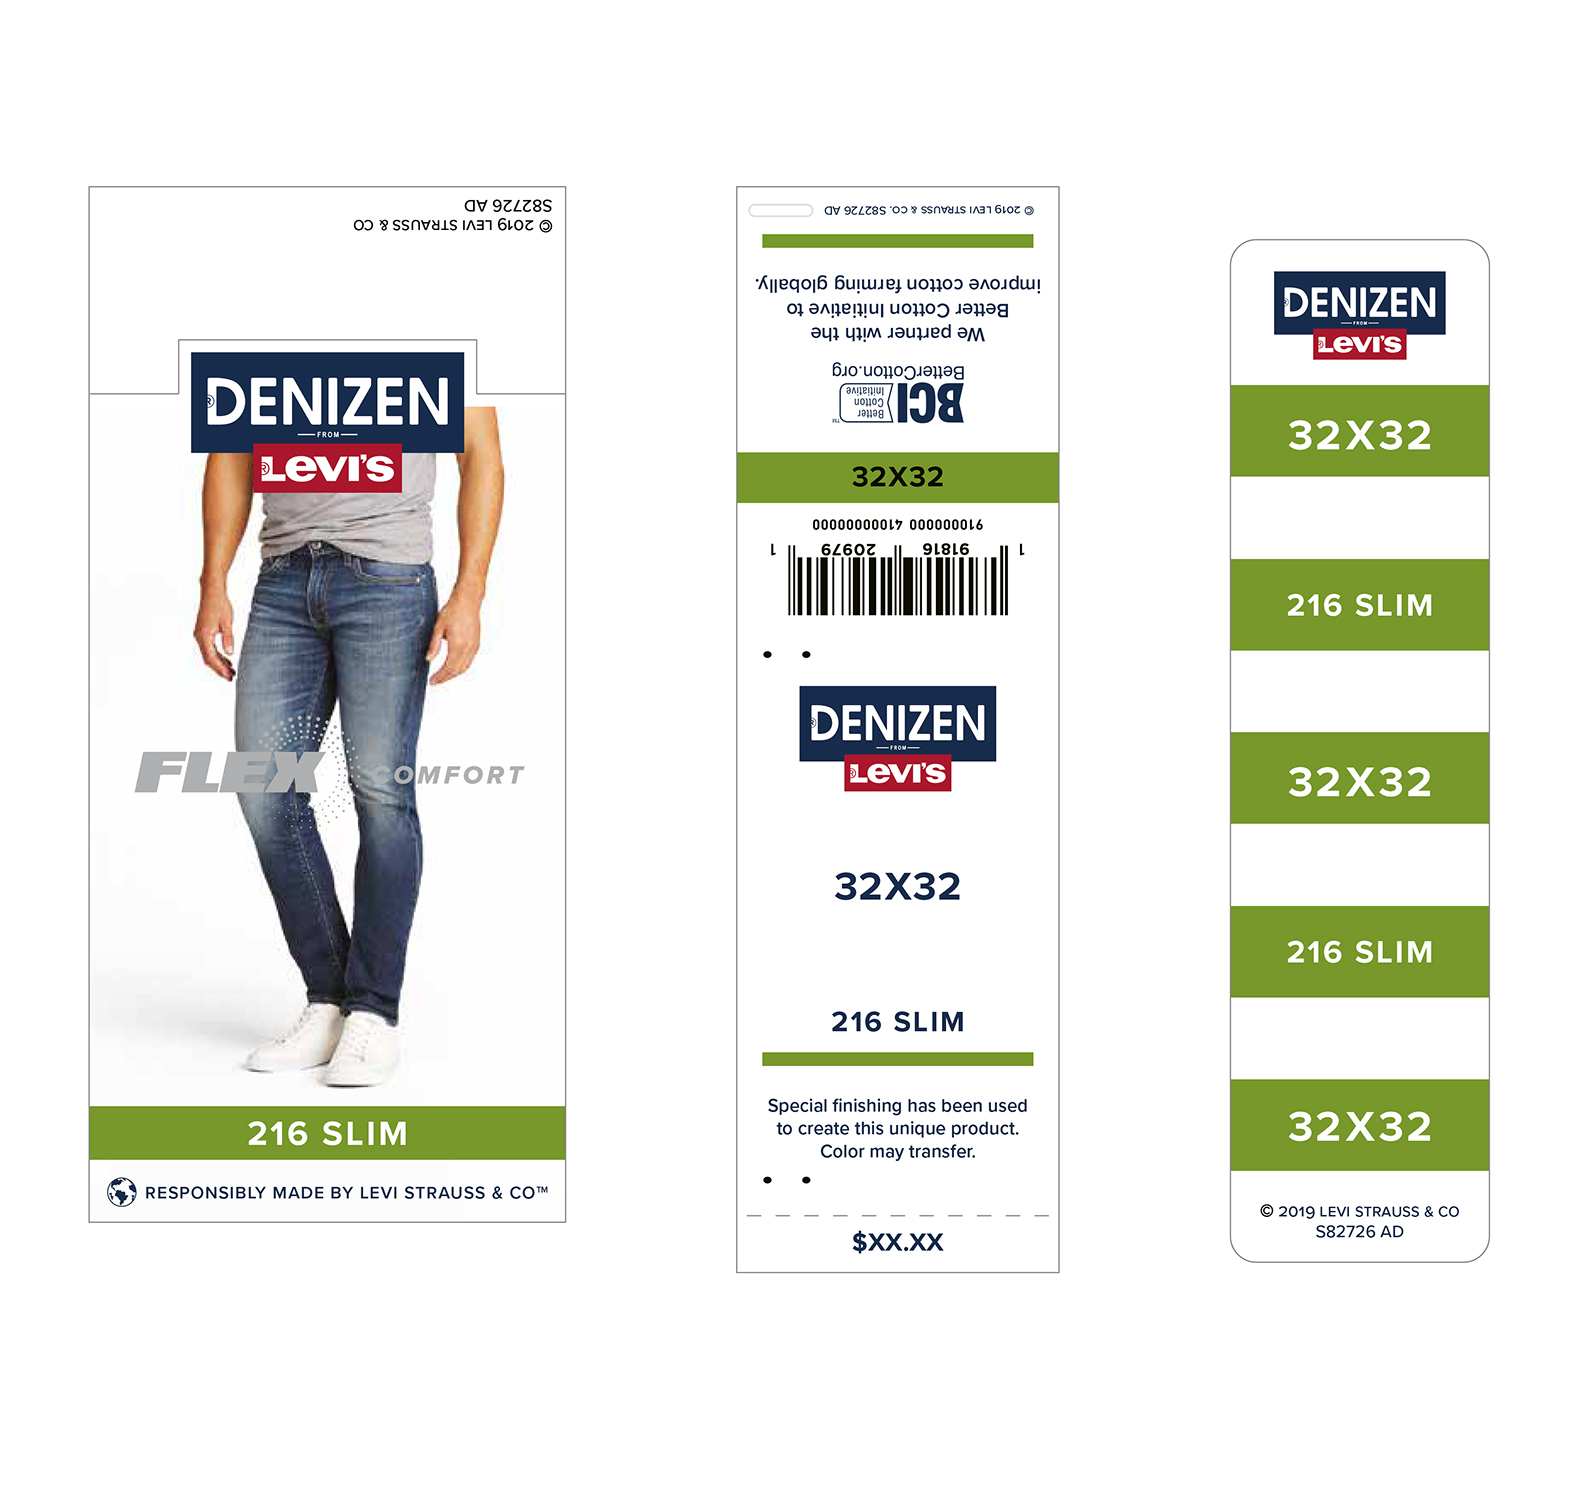 © 2019 LEVI STRAUSS & CO
S82726 AD
DENIZEN®
FROM
Levi's®
FLEX COMFORT
216 SLIM
RESPONSIBLY MADE BY LEVI STRAUSS & CO™
1 91816 20979 1
910000000 41000000000
32X32
BCI Better Cotton Initiative™
BetterCotton.org
We partner with the
Better Cotton Initiative to
improve cotton farming globally.
© 2019 LEVI STRAUSS & CO. S82726 AD
DENIZEN®
FROM
Levi's®
32X32
216 SLIM
Special finishing has been used
to create this unique product.
Color may transfer.
$XX.XX
DENIZEN®
FROM
Levi's®
32X32
216 SLIM
32X32
216 SLIM
32X32
© 2019 LEVI STRAUSS & CO
S82726 AD